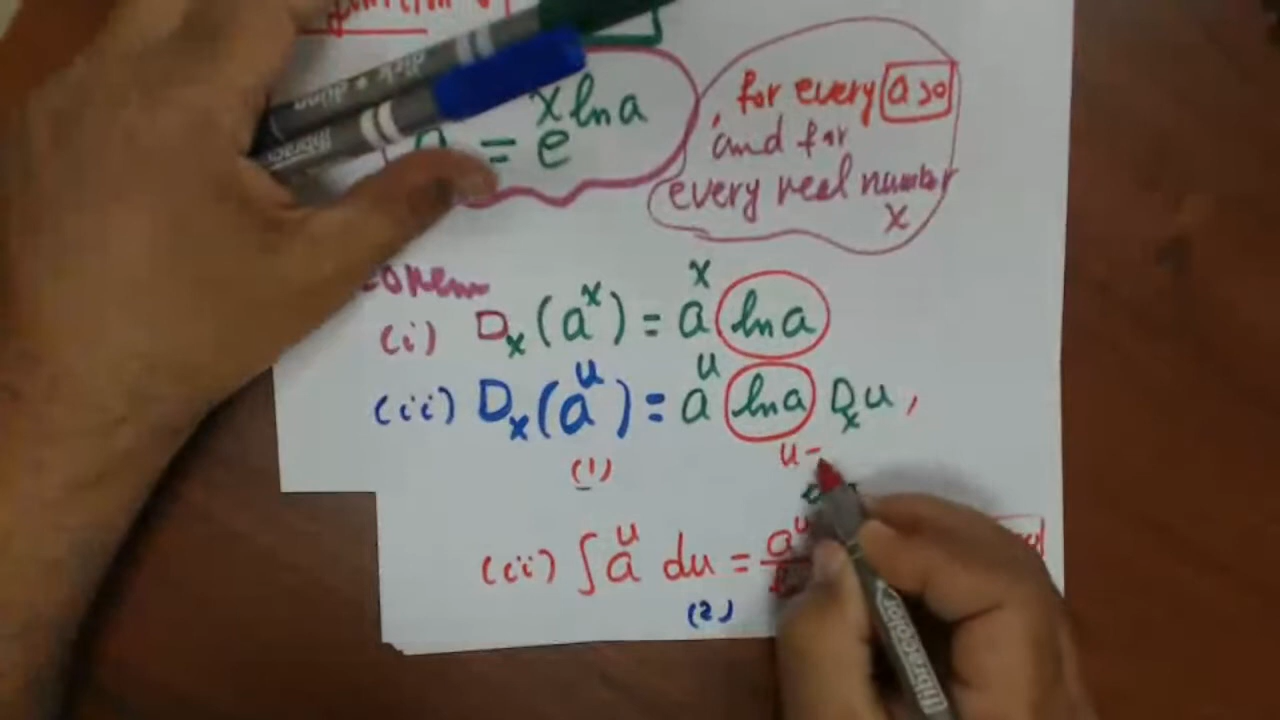 = e^{x ln a}
, for every a>0
and for
every real number
x
(i) D_x(a^x) = a^x ln a
(ii) D_x(a^u) = a^u ln a D_x u,
(1)
u-
(ii) ∫ a^u du = a^u
(2)